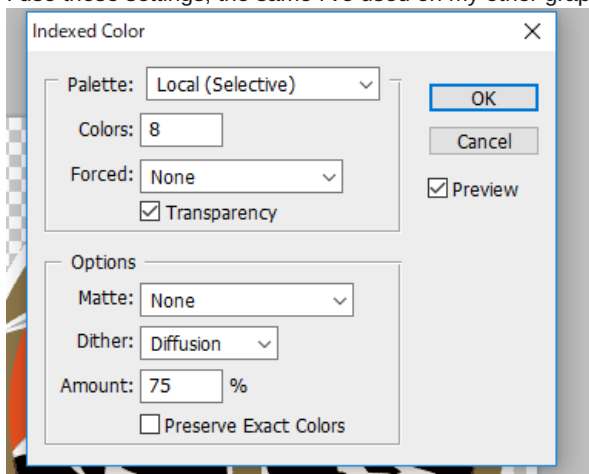 I use these settings, the same I've used on my other grap
Indexed Color
Palette: Local (Selective)
OK
Colors: 8
Cancel
Forced: None
Preview
Transparency
Options
Matte: None
Dither: Diffusion
Amount: 75 %
Preserve Exact Colors